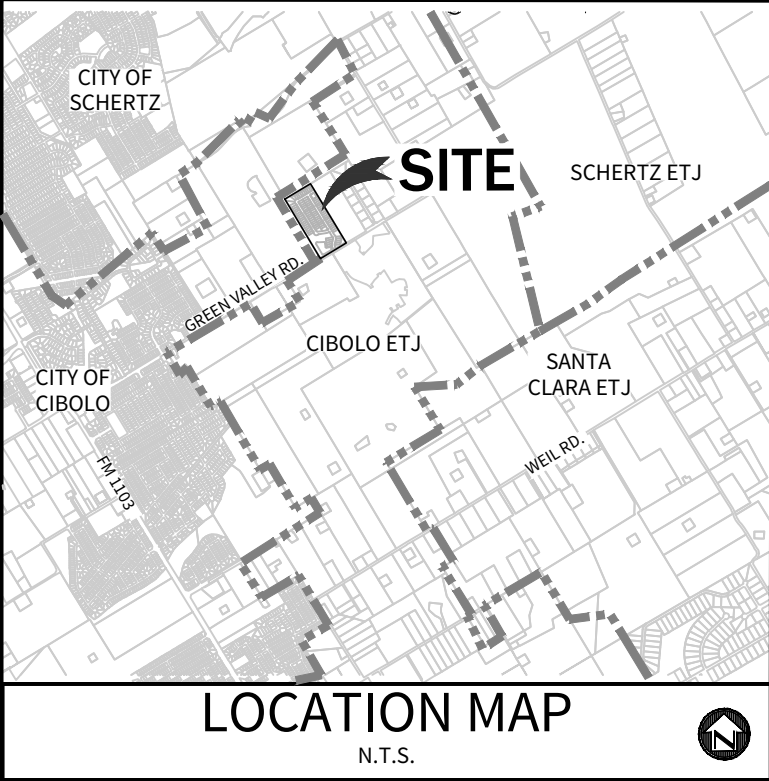 CITY OF
SCHERTZ
SITE
SCHERTZ ETJ
GREEN VALLEY RD.
CIBOLO ETJ
SANTA
CLARA ETJ
CITY OF
CIBOLO
WEIL RD.
FM 1103
LOCATION MAP
N.T.S.
N